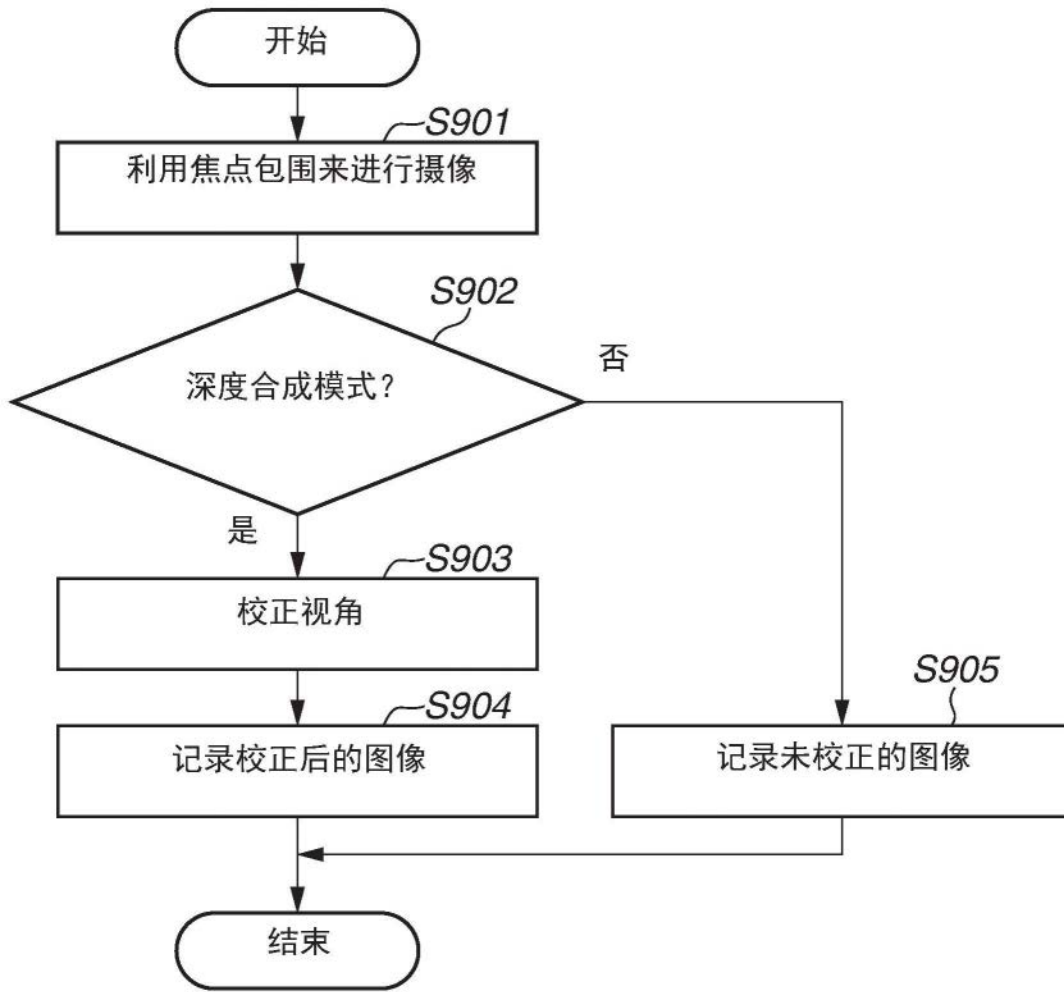 开始
S901
利用焦点包围来进行摄像
S902
深度合成模式?
否
是
S903
校正视角
S904
记录校正后的图像
S905
记录未校正的图像
结束